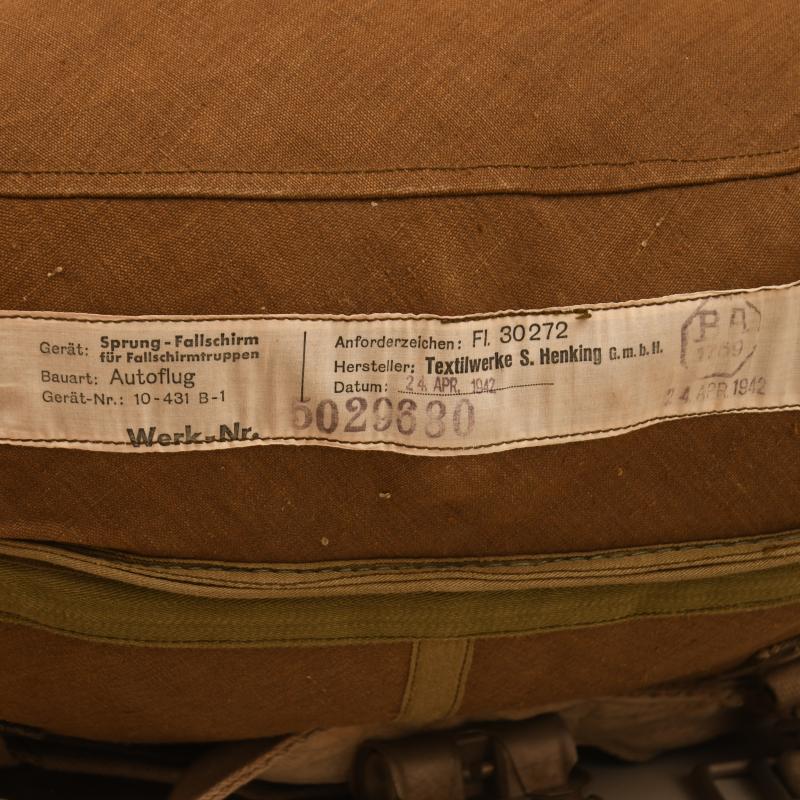 Gerät: Sprung-Fallschirm
für Fallschirmtruppen
Bauart: Autoflug
Gerät-Nr.: 10-431 B-1
Werk-Nr. 5029630
Anforderzeichen: Fl. 30272
Hersteller: Textilwerke S. Henking G.m.b.H.
Datum: 24. APR. 1942
PA
24 APR. 1942